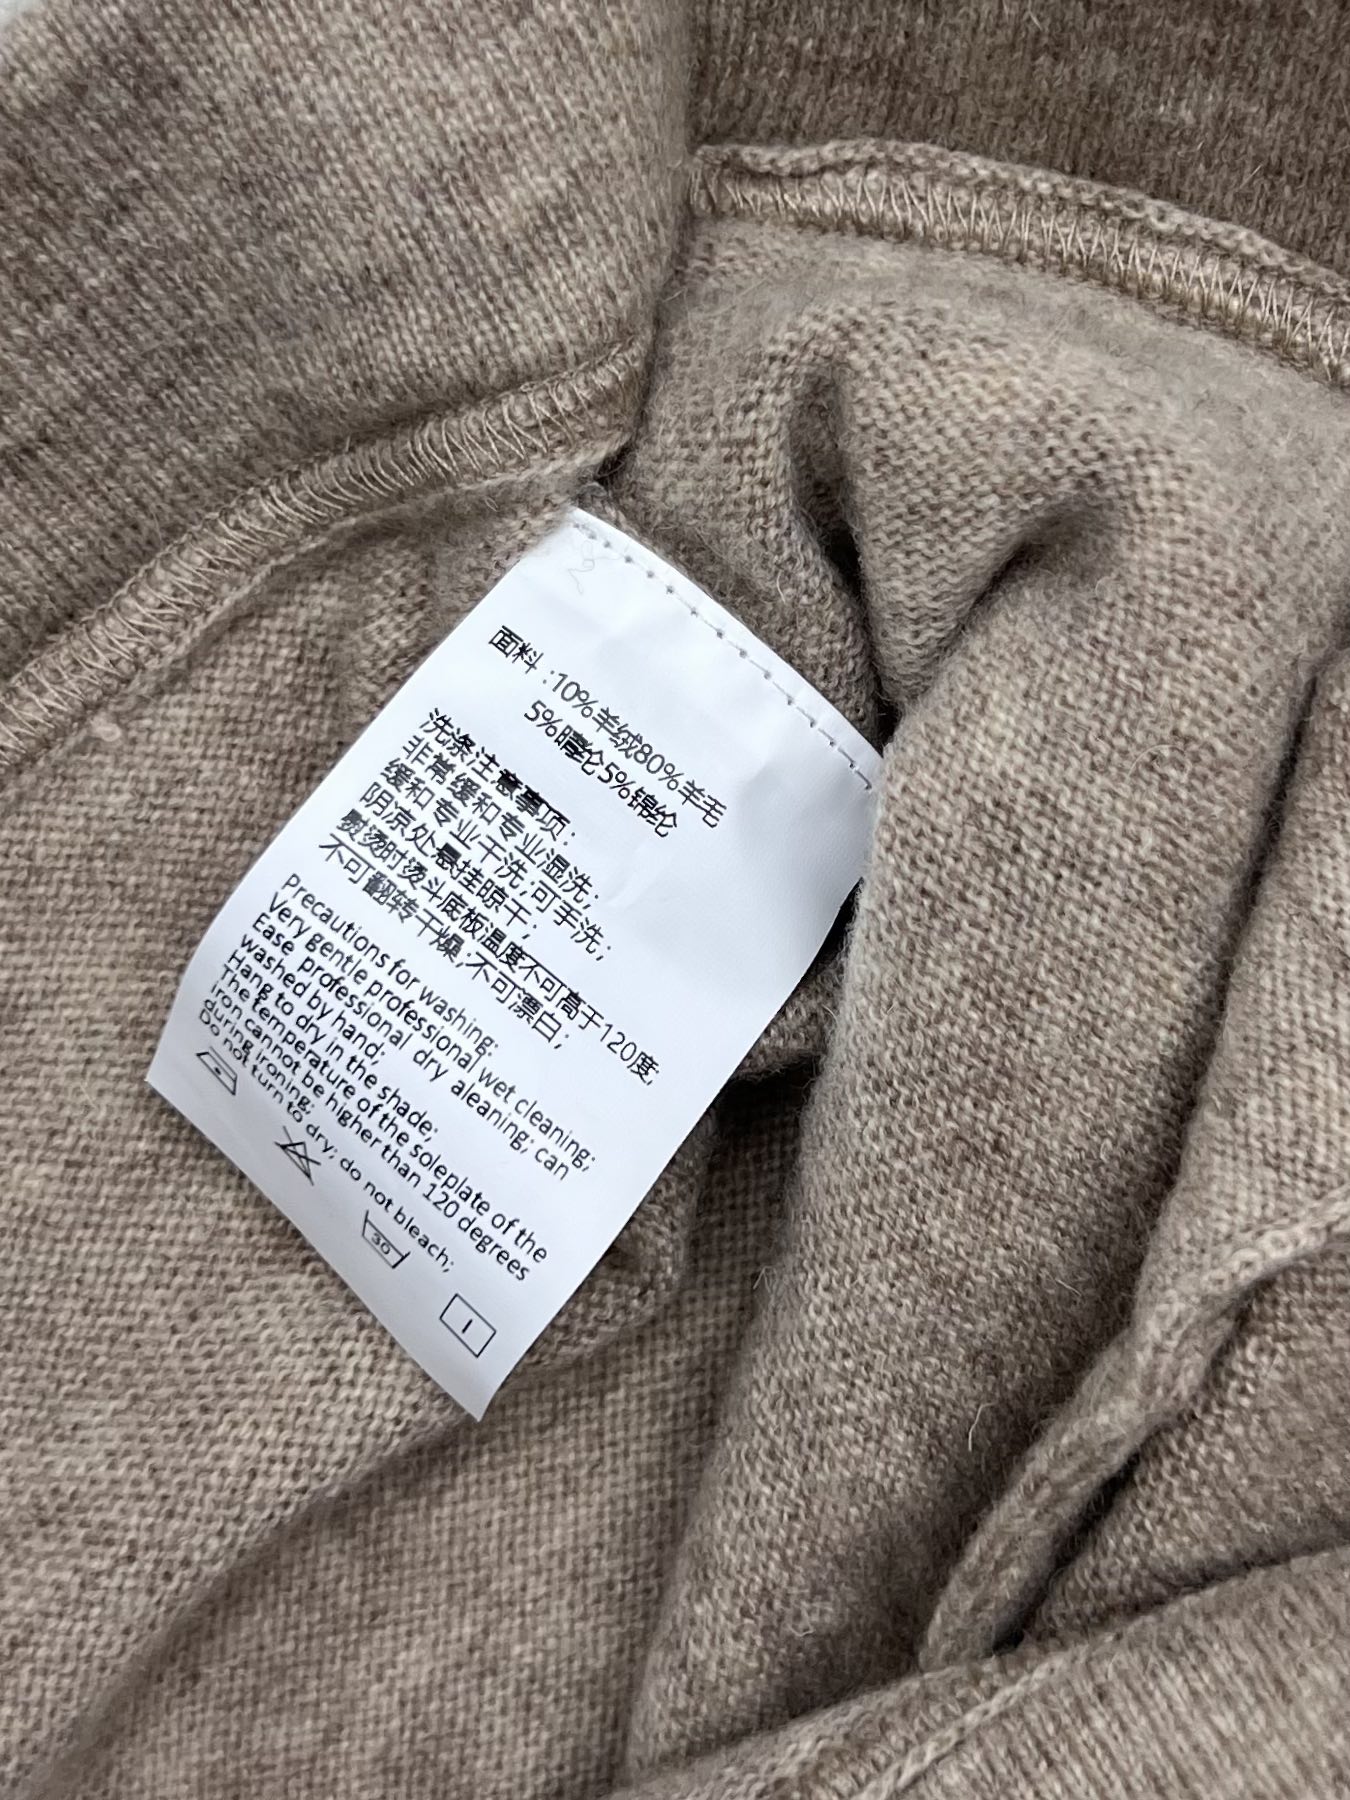 面料:10%羊绒80%羊毛
5%晴纶5%锦纶
洗涤注意事项:
非常缓和专业湿洗;
缓和专业干洗;可手洗;
阴凉处悬挂晾干;
熨烫时烫斗底板温度不可高于120度;
不可翻转干燥;不可漂白;
Precautions for washing:
Very gentle professional wet cleaning;
Ease professional dry aleaning; can
washed by hand;
Hang to dry in the shade;
The temperature of the soleplate of the
iron cannot be higher than 120 degrees
during ironing;
Do not turn to dry; do not bleach;
30